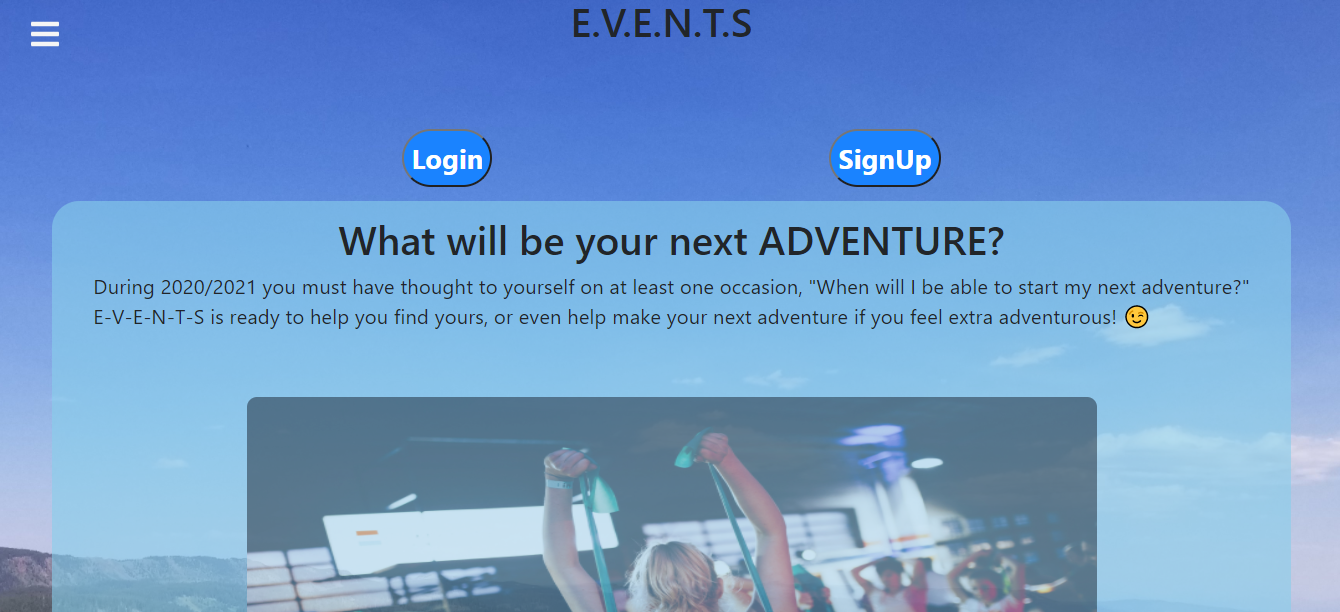 E.V.E.N.T.S
Login
SignUp
What will be your next ADVENTURE?
During 2020/2021 you must have thought to yourself on at least one occasion, "When will I be able to start my next adventure?"
E-V-E-N-T-S is ready to help you find yours, or even help make your next adventure if you feel extra adventurous! 😉